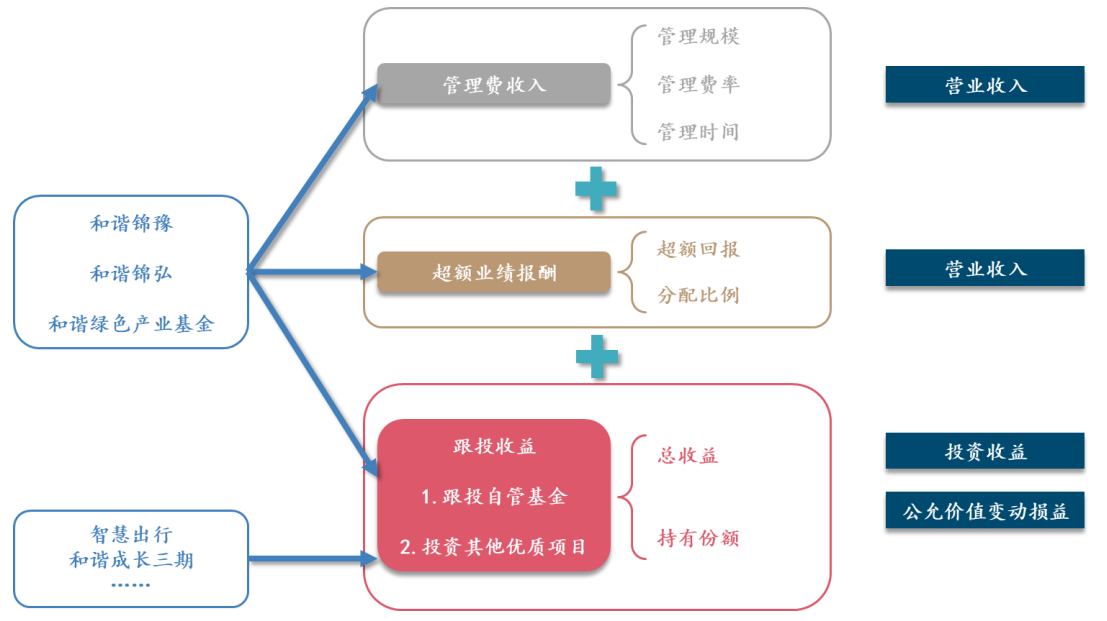 管理规模
管理费收入
管理费率
管理时间
营业收入
和谐锦豫
和谐锦弘
和谐绿色产业基金
超额回报
超额业绩报酬
分配比例
营业收入
跟投收益
1.跟投自管基金
2.投资其他优质项目
总收益
持有份额
投资收益
公允价值变动损益
智慧出行
和谐成长三期
……